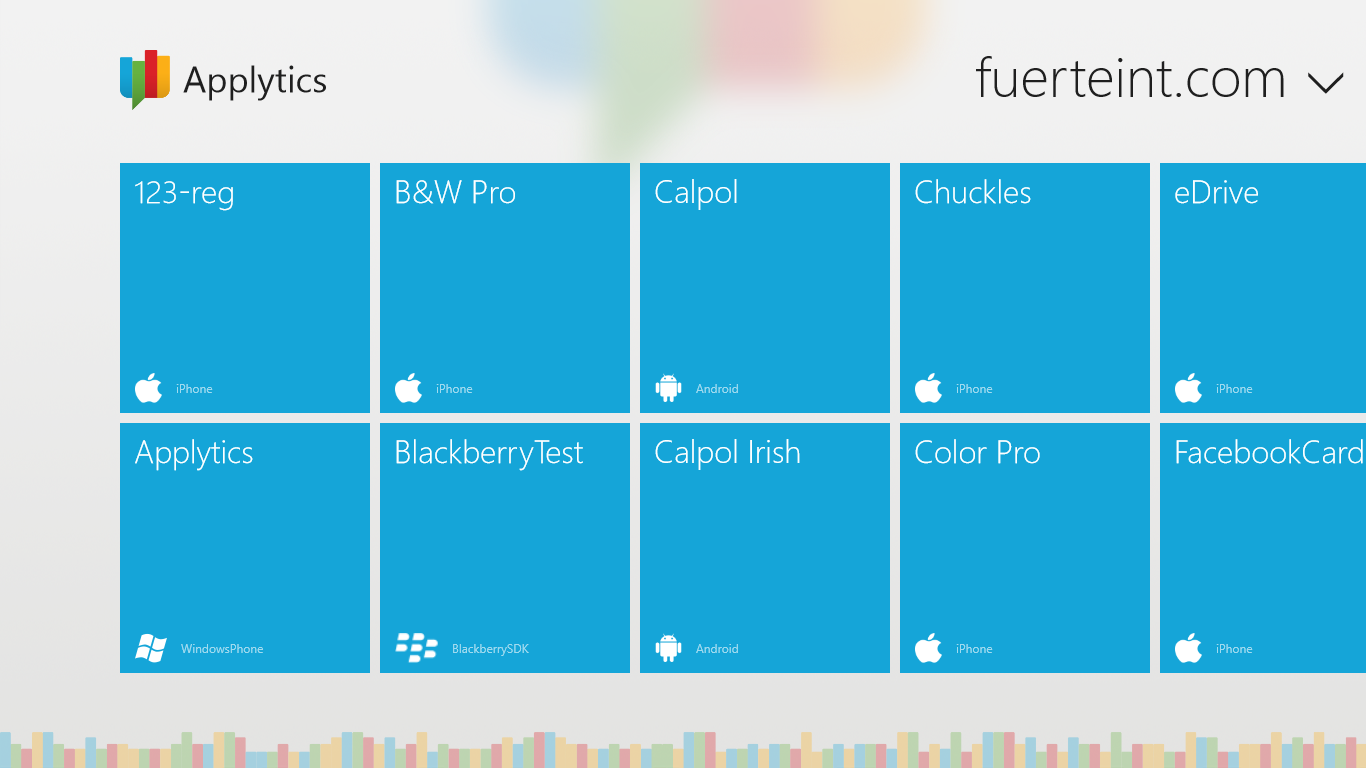 Applytics
fuerteint.com
123-reg
B&W Pro
Calpol
Chuckles
eDrive
iPhone
iPhone
Android
iPhone
iPhone
Applytics
BlackberryTest
Calpol Irish
Color Pro
FacebookCard
WindowsPhone
BlackberrySDK
Android
iPhone
iPhone